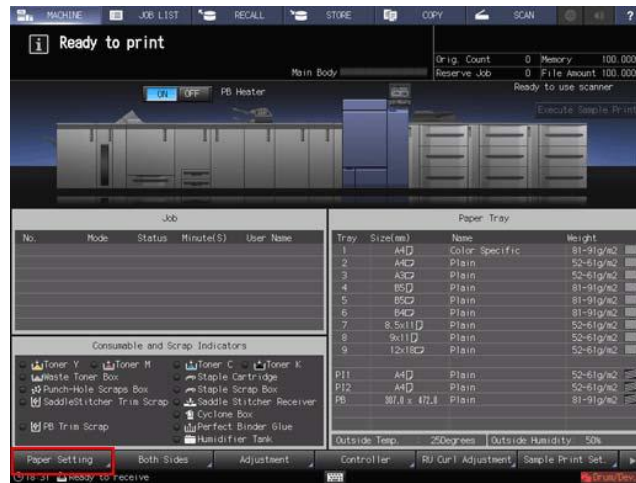 MACHINE JOB LIST RECALL STORE COPY SCAN ?
i Ready to print
Orig. Count 0 Memory 100.000
Main Body Reserve Job 0 File Amount 100.000
ON OFF PB Heater Ready to use scanner
Execute Sample Print
Job
No. Mode Status Minute(S) User Name
Consumable and Scrap Indicators
Toner Y Toner M Toner C Toner K
Waste Toner Box Staple Cartridge
Punch-Hole Scraps Box Staple Scrap Box
SaddleStitcher Trim Scrap Saddle Stitcher Receiver
Cyclone Box
PB Trim Scrap Perfect Binder Glue
Humidifier Tank
Paper Tray
Tray Size(mm) Name Weight
1 A4 Color Specific 81-91g/m2
2 A4 Plain 52-61g/m2
3 A3 Plain 52-61g/m2
4 B5 Plain 81-91g/m2
5 B5 Plain 81-91g/m2
6 B4 Plain 81-91g/m2
7 8.5x11 Plain 52-61g/m2
8 9x11 Plain 52-61g/m2
9 12x18 Plain 52-61g/m2
PI1 A4 Plain 52-61g/m2
PI2 A4 Plain 52-61g/m2
PB Plain 81-91g/m2
Outside Temp. 25Degrees Outside Humidity 50%
Paper Setting Both Sides Adjustment Controller RU Curl Adjustment Sample Print Set.
Ready to receive Drum/Dev